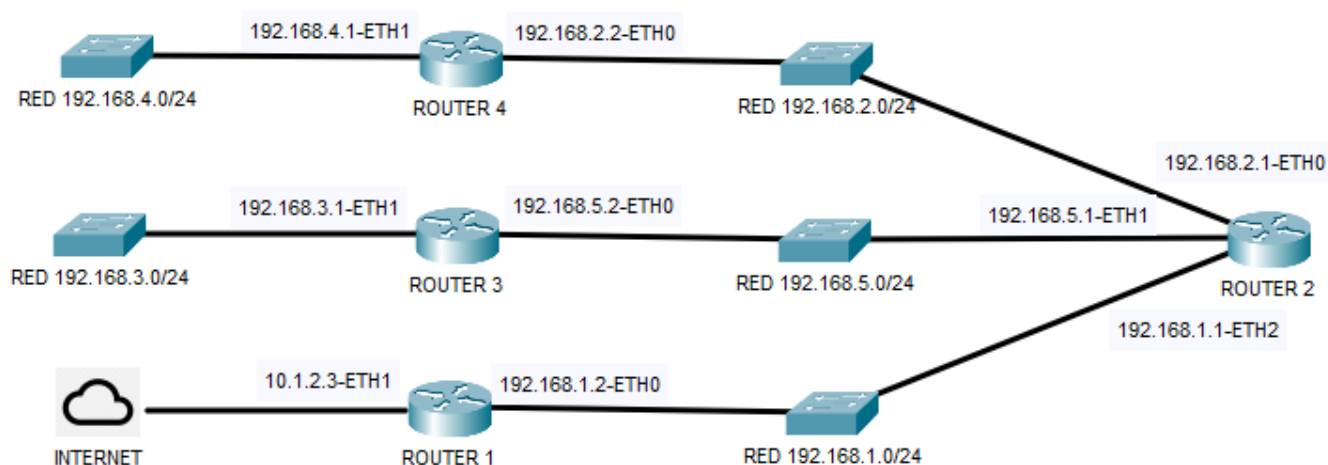 192.168.4.1-ETH1
192.168.2.2-ETH0
RED 192.168.4.0/24
ROUTER 4
RED 192.168.2.0/24
192.168.2.1-ETH0
192.168.3.1-ETH1
192.168.5.2-ETH0
192.168.5.1-ETH1
RED 192.168.3.0/24
ROUTER 3
RED 192.168.5.0/24
ROUTER 2
192.168.1.1-ETH2
10.1.2.3-ETH1
192.168.1.2-ETH0
INTERNET
ROUTER 1
RED 192.168.1.0/24